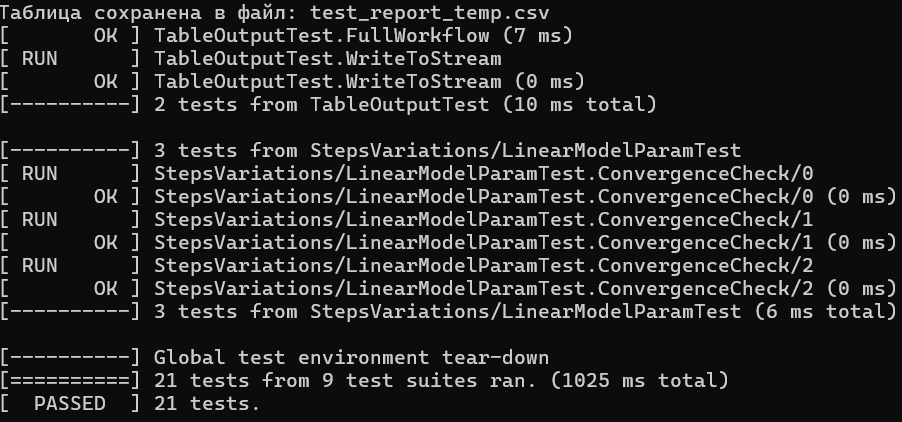 Таблица сохранена в файл: test_report_temp.csv
[       OK ] TableOutputTest.FullWorkflow (7 ms)
[ RUN      ] TableOutputTest.WriteToStream
[       OK ] TableOutputTest.WriteToStream (0 ms)
[----------] 2 tests from TableOutputTest (10 ms total)

[----------] 3 tests from StepsVariations/LinearModelParamTest
[ RUN      ] StepsVariations/LinearModelParamTest.ConvergenceCheck/0
[       OK ] StepsVariations/LinearModelParamTest.ConvergenceCheck/0 (0 ms)
[ RUN      ] StepsVariations/LinearModelParamTest.ConvergenceCheck/1
[       OK ] StepsVariations/LinearModelParamTest.ConvergenceCheck/1 (0 ms)
[ RUN      ] StepsVariations/LinearModelParamTest.ConvergenceCheck/2
[       OK ] StepsVariations/LinearModelParamTest.ConvergenceCheck/2 (0 ms)
[----------] 3 tests from StepsVariations/LinearModelParamTest (6 ms total)

[----------] Global test environment tear-down
[==========] 21 tests from 9 test suites ran. (1025 ms total)
[  PASSED  ] 21 tests.